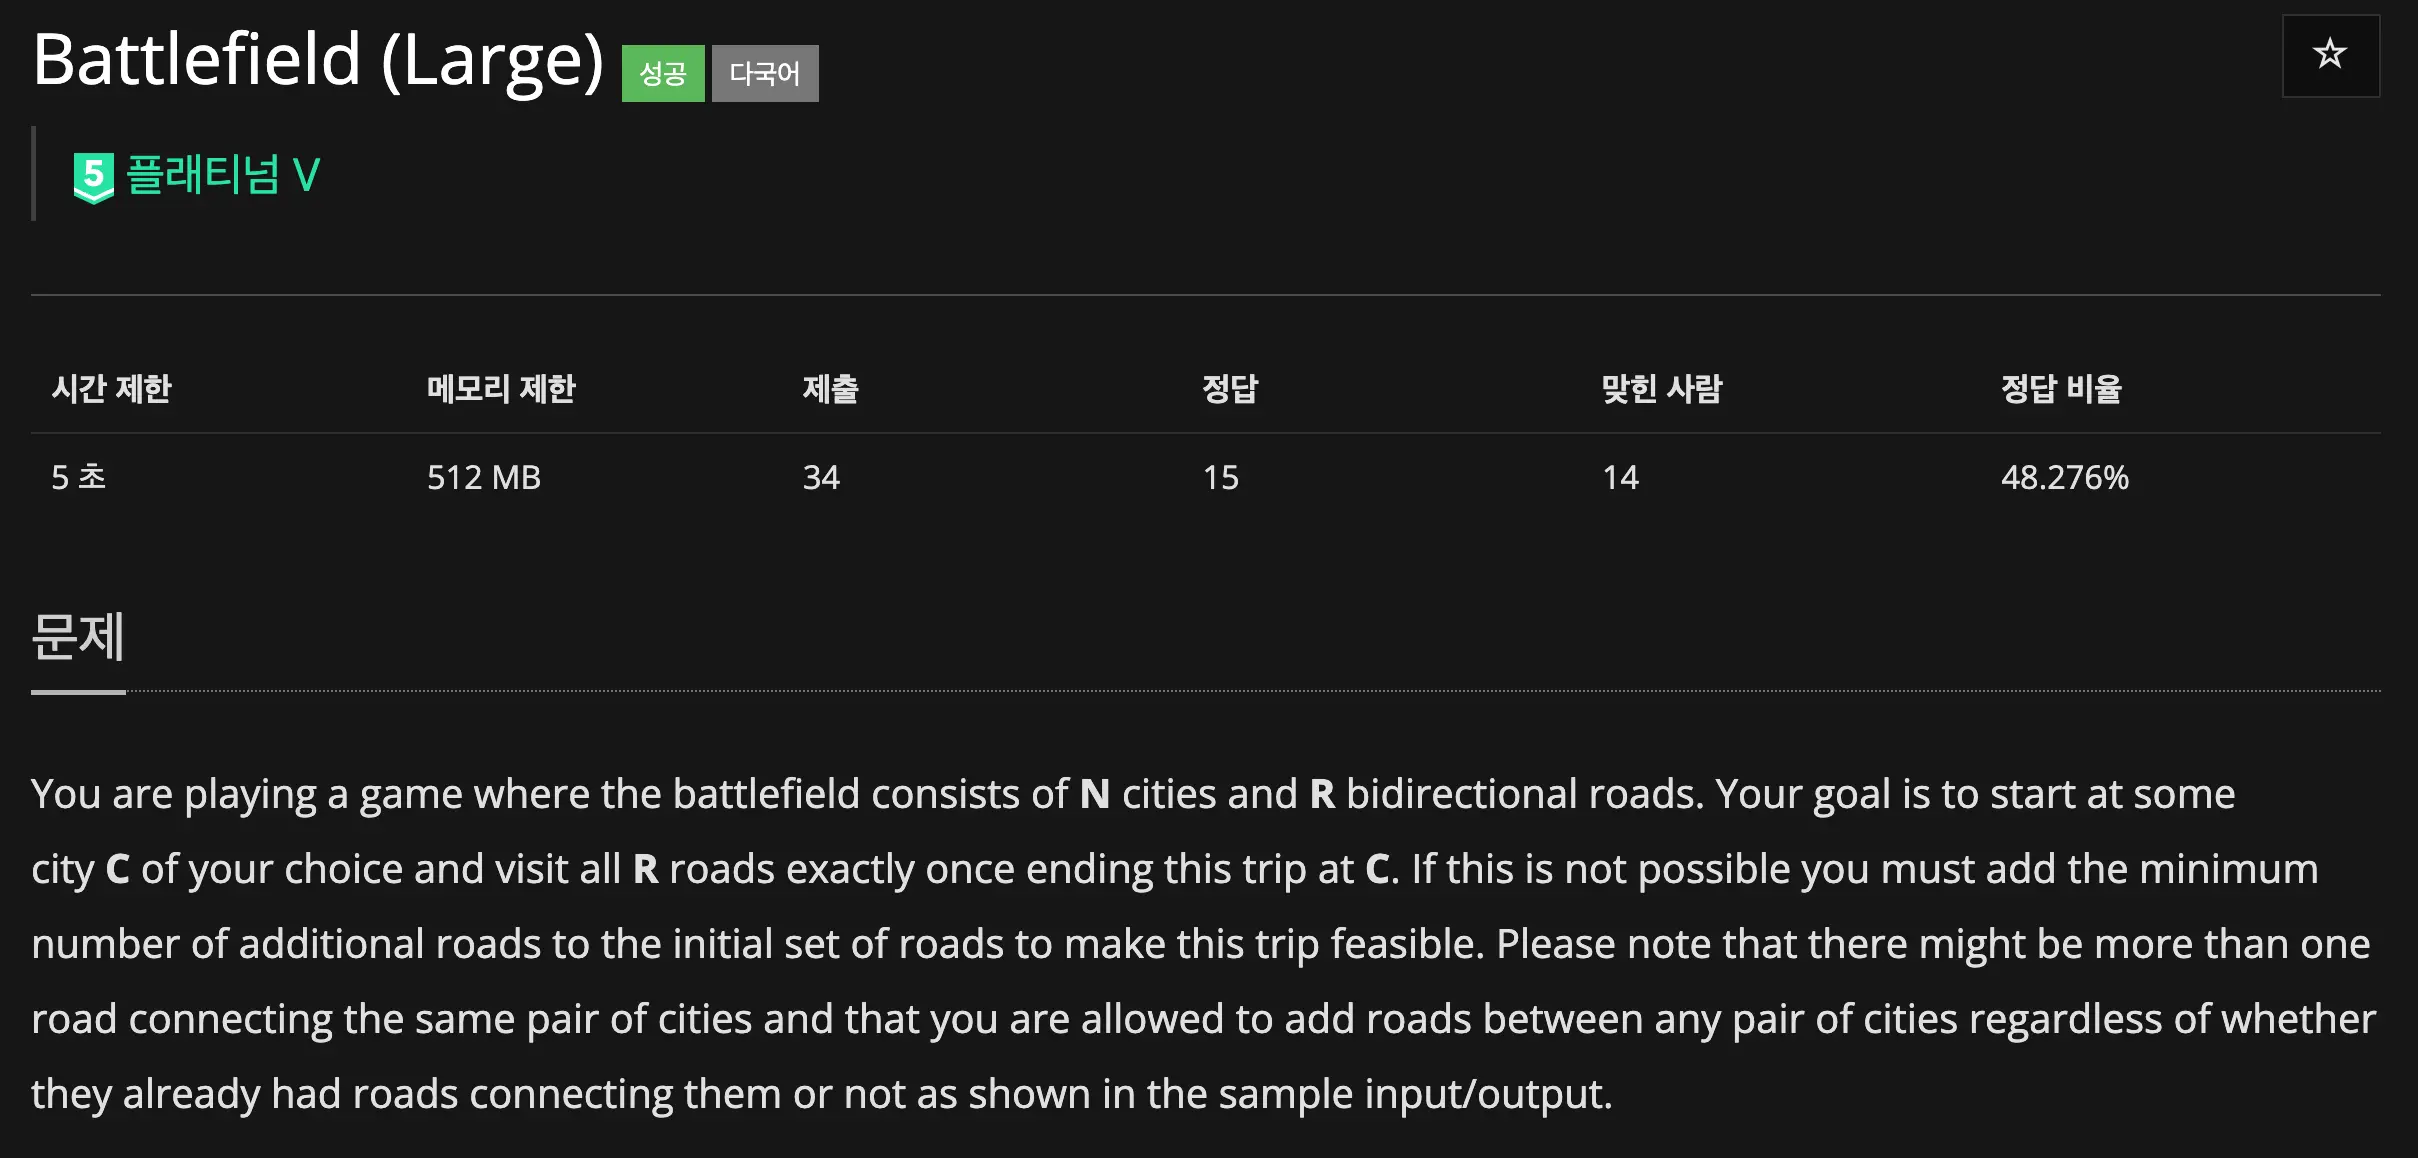 Battlefield (Large) 성공 다국어
5 플래티넘 V
시간 제한 메모리 제한 제출 정답 맞힌 사람 정답 비율
5 초 512 MB 34 15 14 48.276%
문제
You are playing a game where the battlefield consists of N cities and R bidirectional roads. Your goal is to start at some
city C of your choice and visit all R roads exactly once ending this trip at C. If this is not possible you must add the minimum
number of additional roads to the initial set of roads to make this trip feasible. Please note that there might be more than one
road connecting the same pair of cities and that you are allowed to add roads between any pair of cities regardless of whether
they already had roads connecting them or not as shown in the sample input/output.